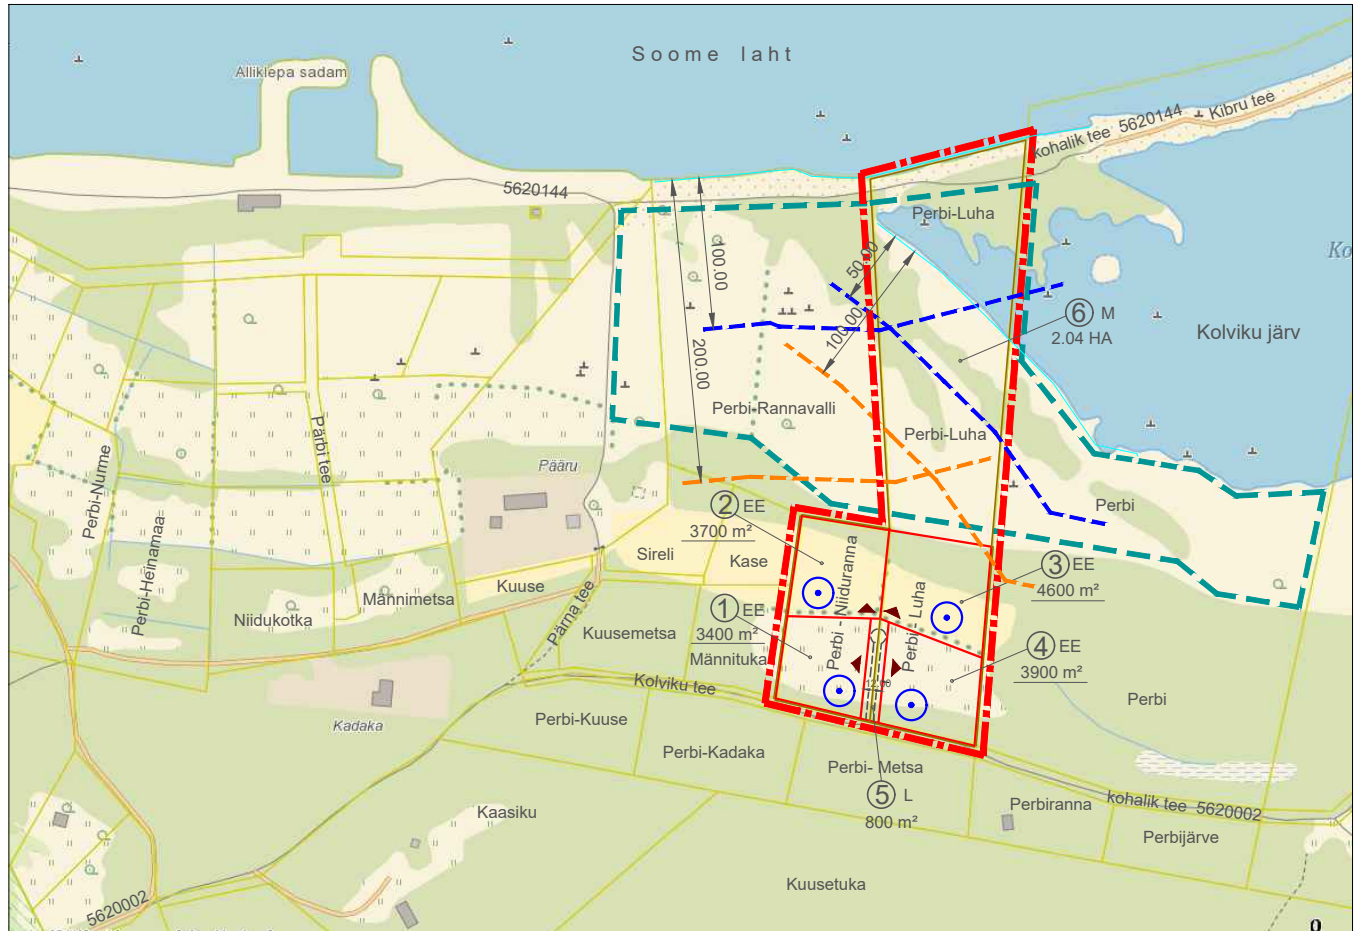 Soome laht
Alliklepa sadam
kohalik tee 5620144
Kibru tee
5620144
Perbi-Luha
Ko
100.00
50.00
100.00
200.00
6 M
2.04 HA
Kolviku järv
Perbi-Rannavalli
Perbi-Luha
Pärbi tee
Perbi-Nurme
Pääru
Perbi
2 EE
3700 m²
Sireli
Kase
3 EE
4600 m²
Perbi-Heinamaa
Kuuse
Männimetsa
Niidukotka
Pärna tee
Perbi - Niiduranna
Perbi - Luha
1 EE
3400 m²
Kuusemetsa
Männituka
4 EE
3900 m²
12.00
Kolviku tee
Perbi
Kadaka
Perbi-Kuuse
Perbi-Kadaka
Perbi- Metsa
5 L
800 m²
Perbiranna
kohalik tee 5620002
Perbijärve
Kaasiku
Kuusetuka
5620002
0